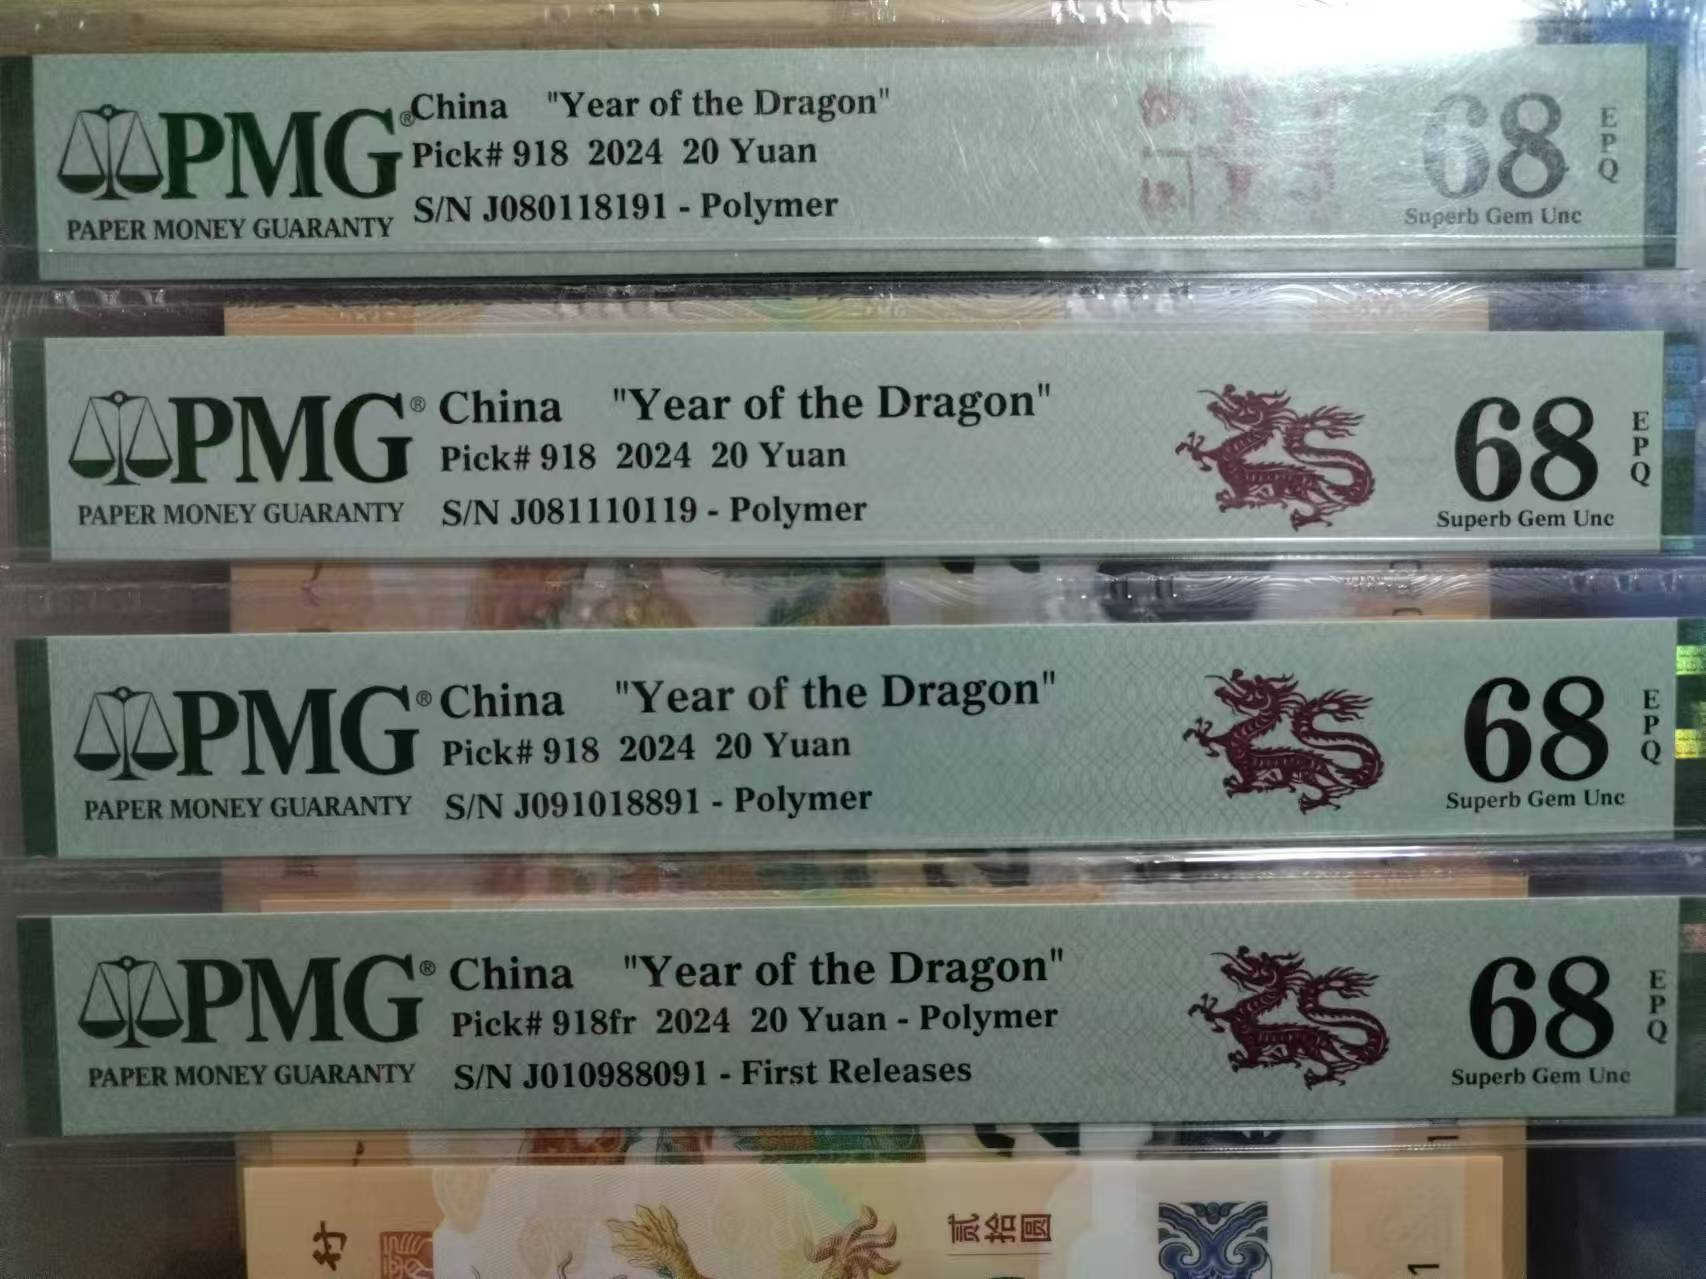 PMG® China "Year of the Dragon"
Pick# 918 2024 20 Yuan
PAPER MONEY GUARANTY S/N J080118191 - Polymer
68 EPQ
Superb Gem Unc
PMG® China "Year of the Dragon"
Pick# 918 2024 20 Yuan
PAPER MONEY GUARANTY S/N J081110119 - Polymer
68 EPQ
Superb Gem Unc
PMG® China "Year of the Dragon"
Pick# 918 2024 20 Yuan
PAPER MONEY GUARANTY S/N J091018891 - Polymer
68 EPQ
Superb Gem Unc
PMG® China "Year of the Dragon"
Pick# 918fr 2024 20 Yuan - Polymer
PAPER MONEY GUARANTY S/N J010988091 - First Releases
68 EPQ
Superb Gem Unc
贰拾圆